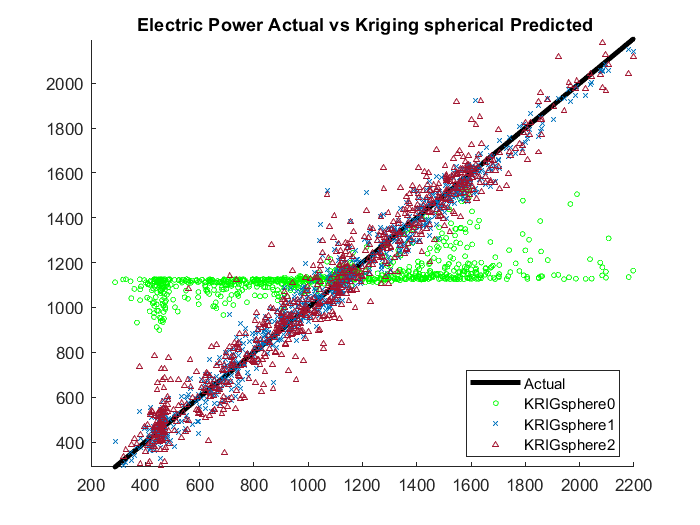 Electric Power Actual vs Kriging spherical Predicted
2000
1800
1600
1400
1200
1000
800
600
400
Actual
KRIGsphere0
KRIGsphere1
KRIGsphere2
200 400 600 800 1000 1200 1400 1600 1800 2000 2200